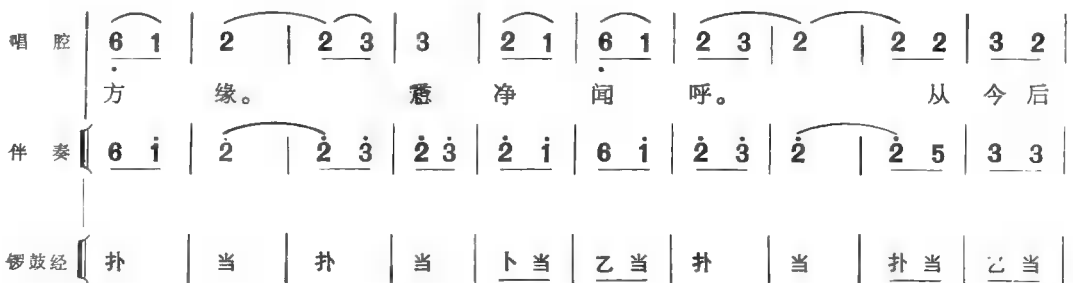 唱腔 6 1 | 2 | 2 3 | 3 | 2 1 | 6 1 | 2 3 | 2 | 2 2 | 3 2 |
方 缘。 净 闻 呼。 从 今 后
伴奏 6 1 | 2 | 2 3 | 2 3 | 2 1 | 6 1 | 2 3 | 2 | 2 5 | 3 3 |
锣鼓经 扑 | 当 | 扑 | 当 | 卜 当 | 乙 当 | 扑 | 当 | 扑 当 | 乙 当 |